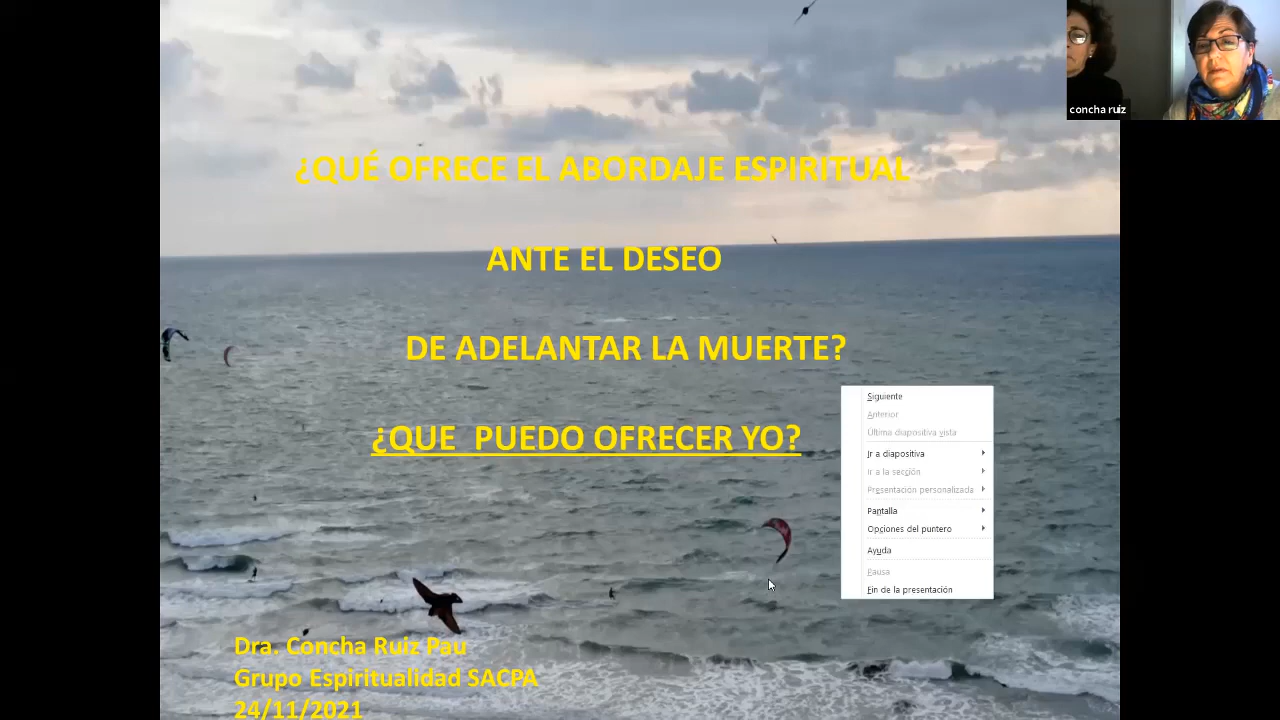 concha ruiz
¿QUÉ OFRECE EL ABORDAJE ESPIRITUAL
ANTE EL DESEO
DE ADELANTAR LA MUERTE?
¿QUE PUEDO OFRECER YO?
Siguiente
Anterior
Última diapositiva vista
Ir a diapositiva
Ir a la sección
Presentación personalizada
Pantalla
Opciones del puntero
Ayuda
Pausa
Fin de la presentación
Dra. Concha Ruiz Pau
Grupo Espiritualidad SACPA
24/11/2021